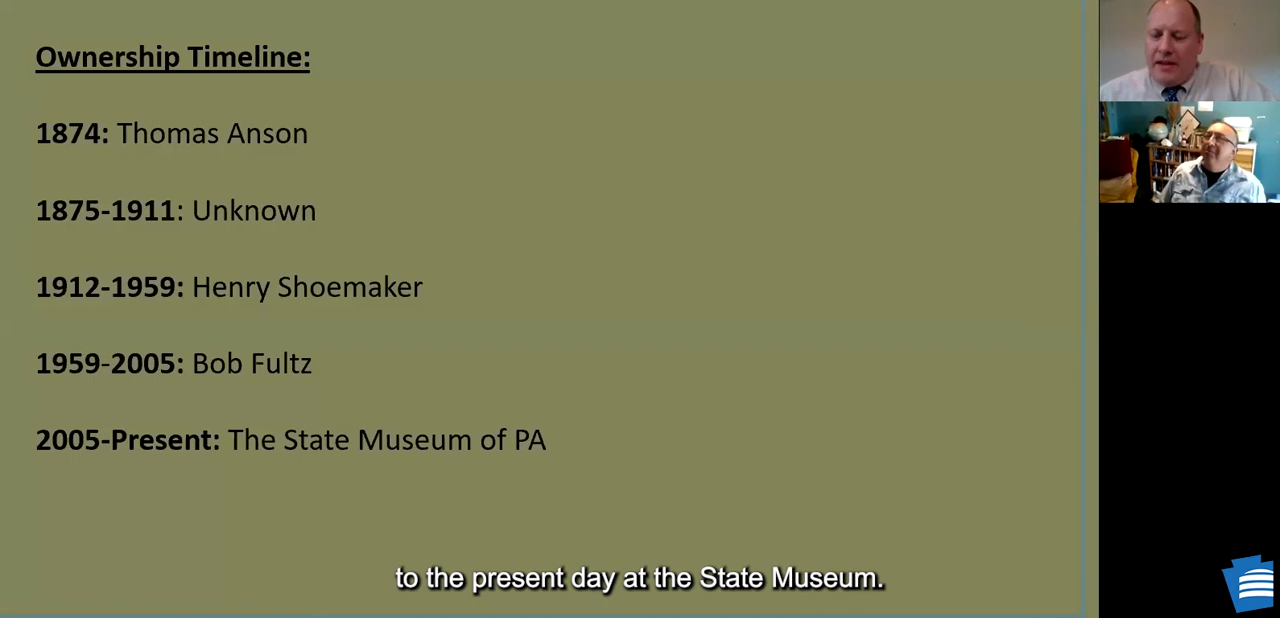 Ownership Timeline:
1874: Thomas Anson
1875-1911: Unknown
1912-1959: Henry Shoemaker
1959-2005: Bob Fultz
2005-Present: The State Museum of PA
to the present day at the State Museum.